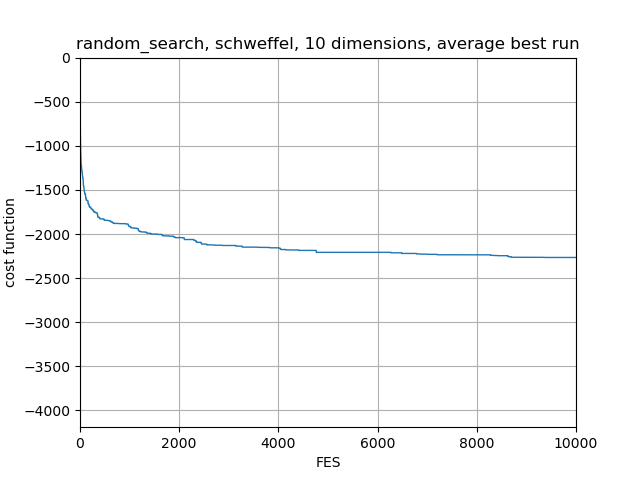 random_search, schweffel, 10 dimensions, average best run
0
−500
−1000
−1500
−2000
−2500
−3000
−3500
−4000
cost function
0 2000 4000 6000 8000 10000
FES